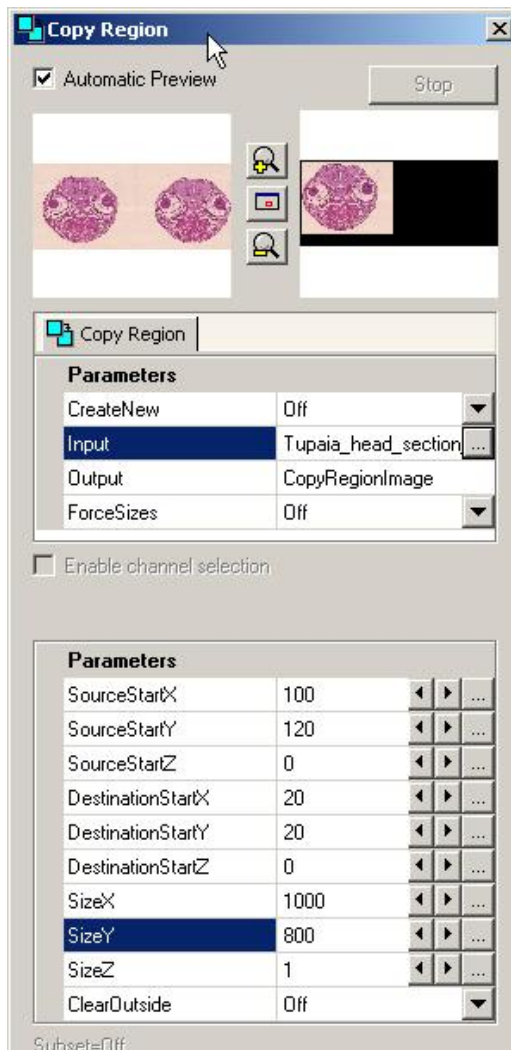 Copy Region
Automatic Preview
Stop
Copy Region
Parameters
CreateNew Off
Input Tupaia_head_section_ ...
Output CopyRegionImage
ForceSizes Off
Enable channel selection
Parameters
SourceStartX 100 ...
SourceStartY 120 ...
SourceStartZ 0 ...
DestinationStartX 20 ...
DestinationStartY 20 ...
DestinationStartZ 0 ...
SizeX 1000 ...
SizeY 800 ...
SizeZ 1 ...
ClearOutside Off
Subset=Off